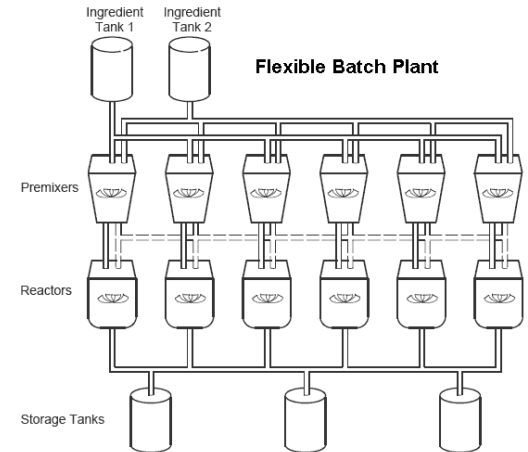 Ingredient
Tank 1
Ingredient
Tank 2
Flexible Batch Plant
Premixers
Reactors
Storage Tanks